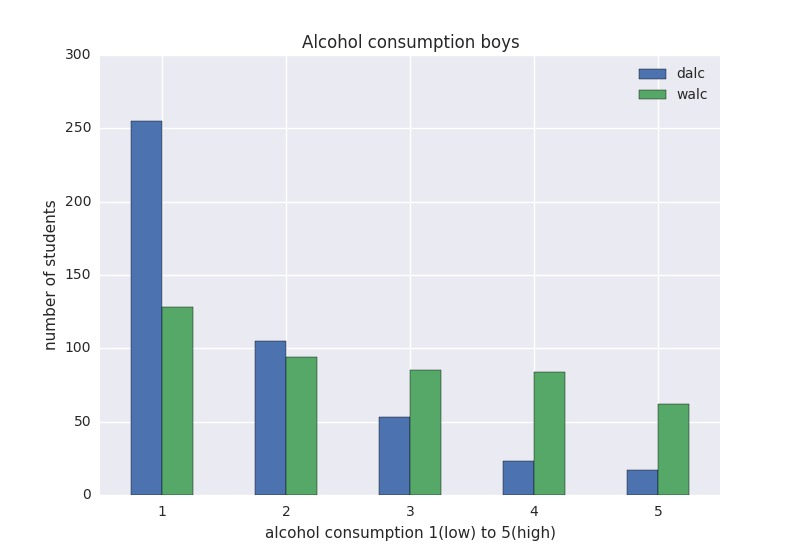 Alcohol consumption boys
300
250
200
150
100
50
0
number of students
dalc
walc
1 2 3 4 5
alcohol consumption 1(low) to 5(high)